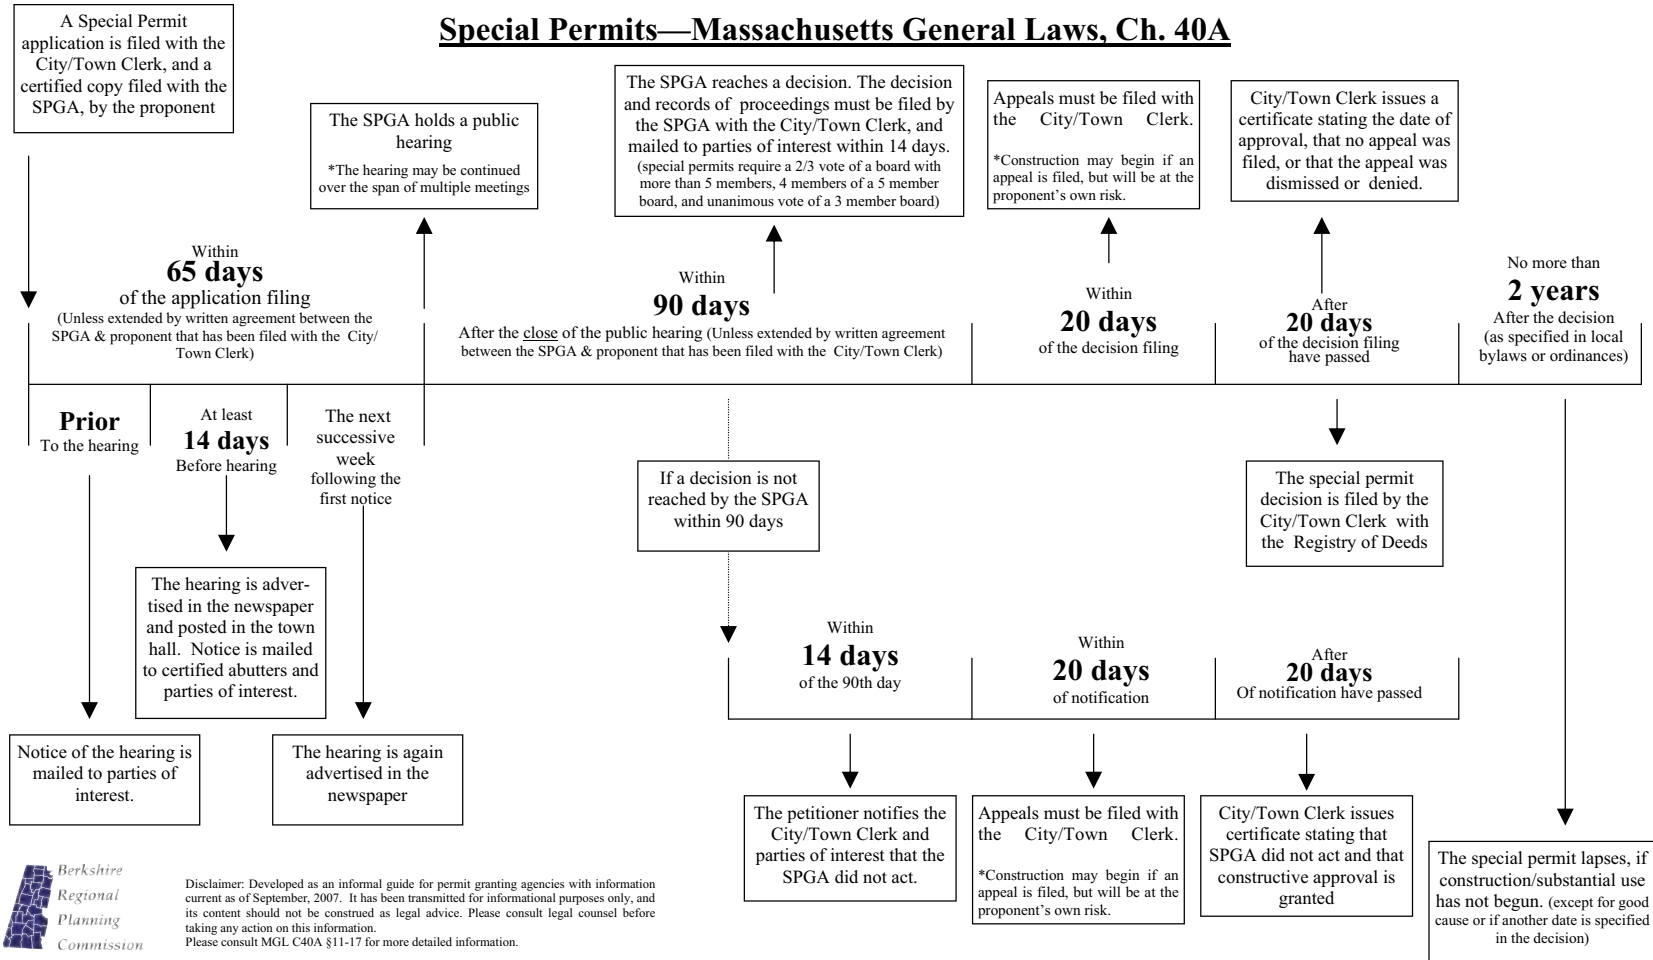 Special Permits—Massachusetts General Laws, Ch. 40A
A Special Permit
application is filed with the
City/Town Clerk, and a
certified copy filed with the
SPGA, by the proponent
The SPGA holds a public
hearing
*The hearing may be continued
over the span of multiple meetings
The SPGA reaches a decision. The decision
and records of proceedings must be filed by
the SPGA with the City/Town Clerk, and
mailed to parties of interest within 14 days.
(special permits require a 2/3 vote of a board with
more than 5 members, 4 members of a 5 member
board, and unanimous vote of a 3 member board)
Appeals must be filed with
the City/Town Clerk.
*Construction may begin if an
appeal is filed, but will be at the
proponent's own risk.
City/Town Clerk issues a
certificate stating the date of
approval, that no appeal was
filed, or that the appeal was
dismissed or denied.
Within
65 days
of the application filing
(Unless extended by written agreement between the
SPGA & proponent that has been filed with the City/
Town Clerk)
Within
90 days
After the close of the public hearing (Unless extended by written agreement
between the SPGA & proponent that has been filed with the City/Town Clerk)
Within
20 days
of the decision filing
After
20 days
of the decision filing
have passed
No more than
2 years
After the decision
(as specified in local
bylaws or ordinances)
Prior
To the hearing
At least
14 days
Before hearing
The next
successive
week
following the
first notice
If a decision is not
reached by the SPGA
within 90 days
The special permit
decision is filed by the
City/Town Clerk with
the Registry of Deeds
The hearing is adver-
tised in the newspaper
and posted in the town
hall. Notice is mailed
to certified abutters and
parties of interest.
Within
14 days
of the 90th day
Within
20 days
of notification
After
20 days
Of notification have passed
Notice of the hearing is
mailed to parties of
interest.
The hearing is again
advertised in the
newspaper
The petitioner notifies the
City/Town Clerk and
parties of interest that the
SPGA did not act.
Appeals must be filed with
the City/Town Clerk.
*Construction may begin if an
appeal is filed, but will be at the
proponent's own risk.
City/Town Clerk issues
certificate stating that
SPGA did not act and that
constructive approval is
granted
The special permit lapses, if
construction/substantial use
has not begun. (except for good
cause or if another date is specified
in the decision)
Berkshire
Regional
Planning
Commission
Disclaimer: Developed as an informal guide for permit granting agencies with information
current as of September, 2007. It has been transmitted for informational purposes only, and
its content should not be construed as legal advice. Please consult legal counsel before
taking any action on this information.
Please consult MGL C40A §11-17 for more detailed information.